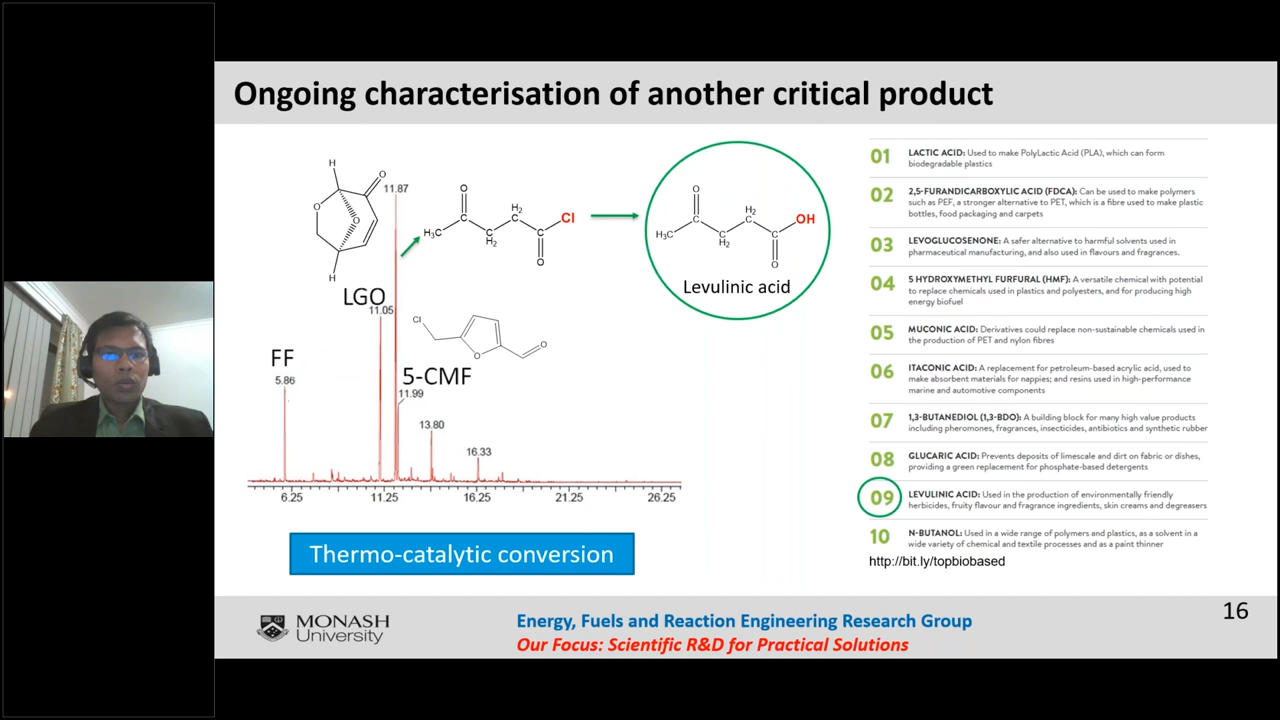 Ongoing characterisation of another critical product
H
O
O
O
H
LGO
11.87
11.05
FF
5.86
O
H₃C
C
C
H₂
H₂
C
C
Cl
O
O
H₃C
C
C
H₂
H₂
C
C
OH
O
Levulinic acid
Cl
O
O
5-CMF
11.99
13.80
16.33
6.25
11.25
16.25
21.25
26.25
Thermo-catalytic conversion
01 LACTIC ACID: Used to make PolyLactic Acid (PLA), which can form
biodegradable plastics
02 2,5-FURANDICARBOXYLIC ACID (FDCA): Can be used to make polymers
such as PEF, a stronger alternative to PET, which is a fibre used to make plastic
bottles, food packaging and carpets
03 LEVOGLUCOSENONE: A safer alternative to harmful solvents used in
pharmaceutical manufacturing, and also used in flavours and fragrances.
04 5 HYDROXYMETHYL FURFURAL (HMF): A versatile chemical with potential
to replace chemicals used in plastics and polyesters, and for producing high
energy biofuel
05 MUCONIC ACID: Derivatives could replace non-sustainable chemicals used in
the production of PET and nylon fibres
06 ITACONIC ACID: A replacement for petroleum-based acrylic acid, used to
make absorbent materials for nappies; and resins used in high-performance
marine and automotive components
07 1,3-BUTANEDIOL (1,3-BDO): A building block for many high value products
including pheromones, fragrances, insecticides, antibiotics and synthetic rubber
08 GLUCARIC ACID: Prevents deposits of limescale and dirt on fabric or dishes,
providing a green replacement for phosphate-based detergents
09 LEVULINIC ACID: Used in the production of environmentally friendly
herbicides, fruity flavour and fragrance ingredients, skin creams and degreasers
10 N-BUTANOL: Used in a wide range of polymers and plastics, as a solvent in a
wide variety of chemical and textile processes and as a paint thinner
http://bit.ly/topbiobased
MONASH
University
Energy, Fuels and Reaction Engineering Research Group
Our Focus: Scientific R&D for Practical Solutions
16